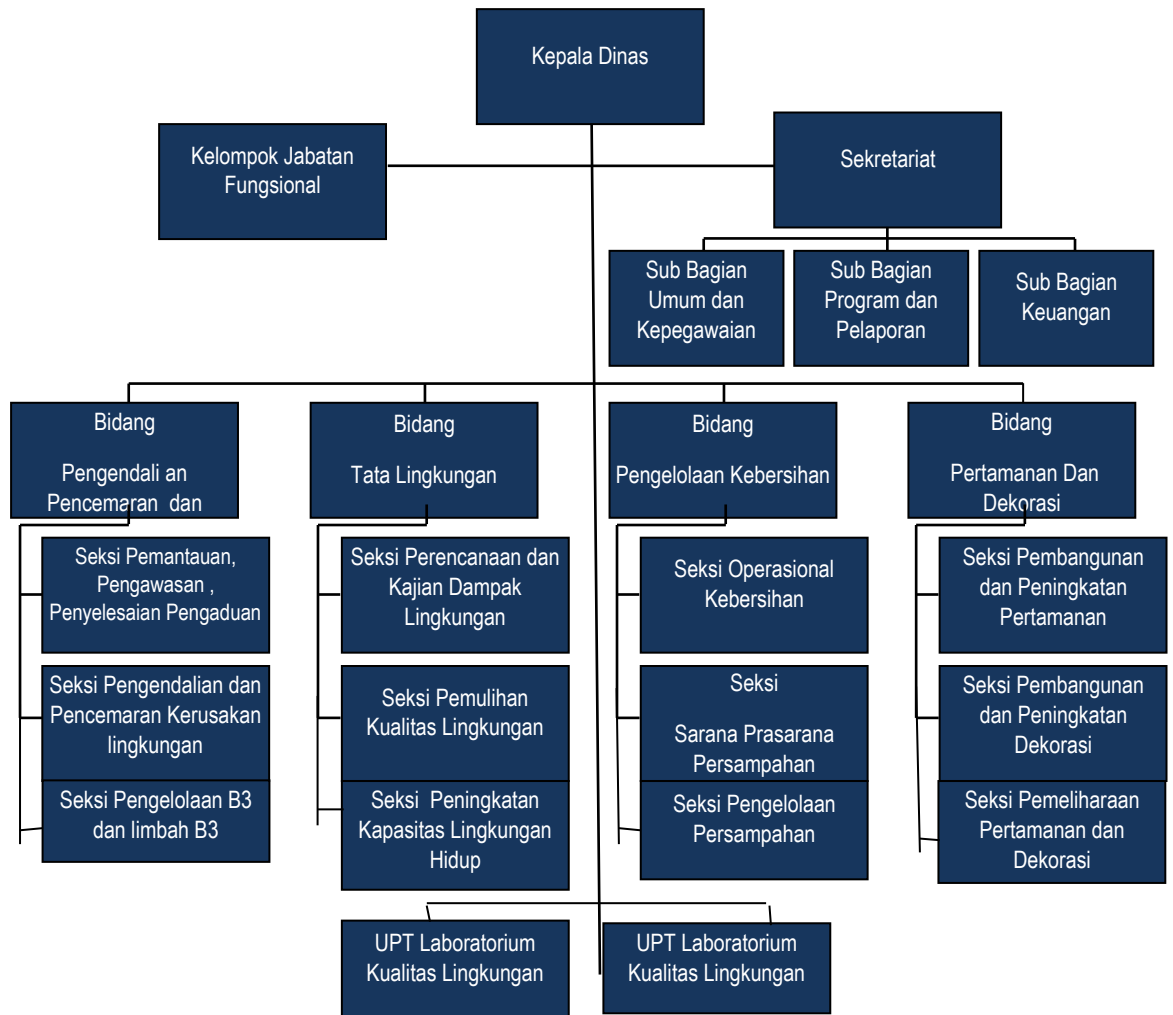 Kepala Dinas
Kelompok Jabatan
Fungsional
Sekretariat
Sub Bagian
Umum dan
Kepegawaian
Sub Bagian
Program dan
Pelaporan
Sub Bagian
Keuangan
Bidang
Pengendali an
Pencemaran dan
Bidang
Tata Lingkungan
Bidang
Pengelolaan Kebersihan
Bidang
Pertamanan Dan
Dekorasi
Seksi Pemantauan,
Pengawasan ,
Penyelesaian Pengaduan
Seksi Perencanaan dan
Kajian Dampak
Lingkungan
Seksi Operasional
Kebersihan
Seksi Pembangunan
dan Peningkatan
Pertamanan
Seksi Pengendalian dan
Pencemaran Kerusakan
lingkungan
Seksi Pemulihan
Kualitas Lingkungan
Seksi
Sarana Prasarana
Persampahan
Seksi Pembangunan
dan Peningkatan
Dekorasi
Seksi Pengelolaan B3
dan limbah B3
Seksi Peningkatan
Kapasitas Lingkungan
Hidup
Seksi Pengelolaan
Persampahan
Seksi Pemeliharaan
Pertamanan dan
Dekorasi
UPT Laboratorium
Kualitas Lingkungan
UPT Laboratorium
Kualitas Lingkungan